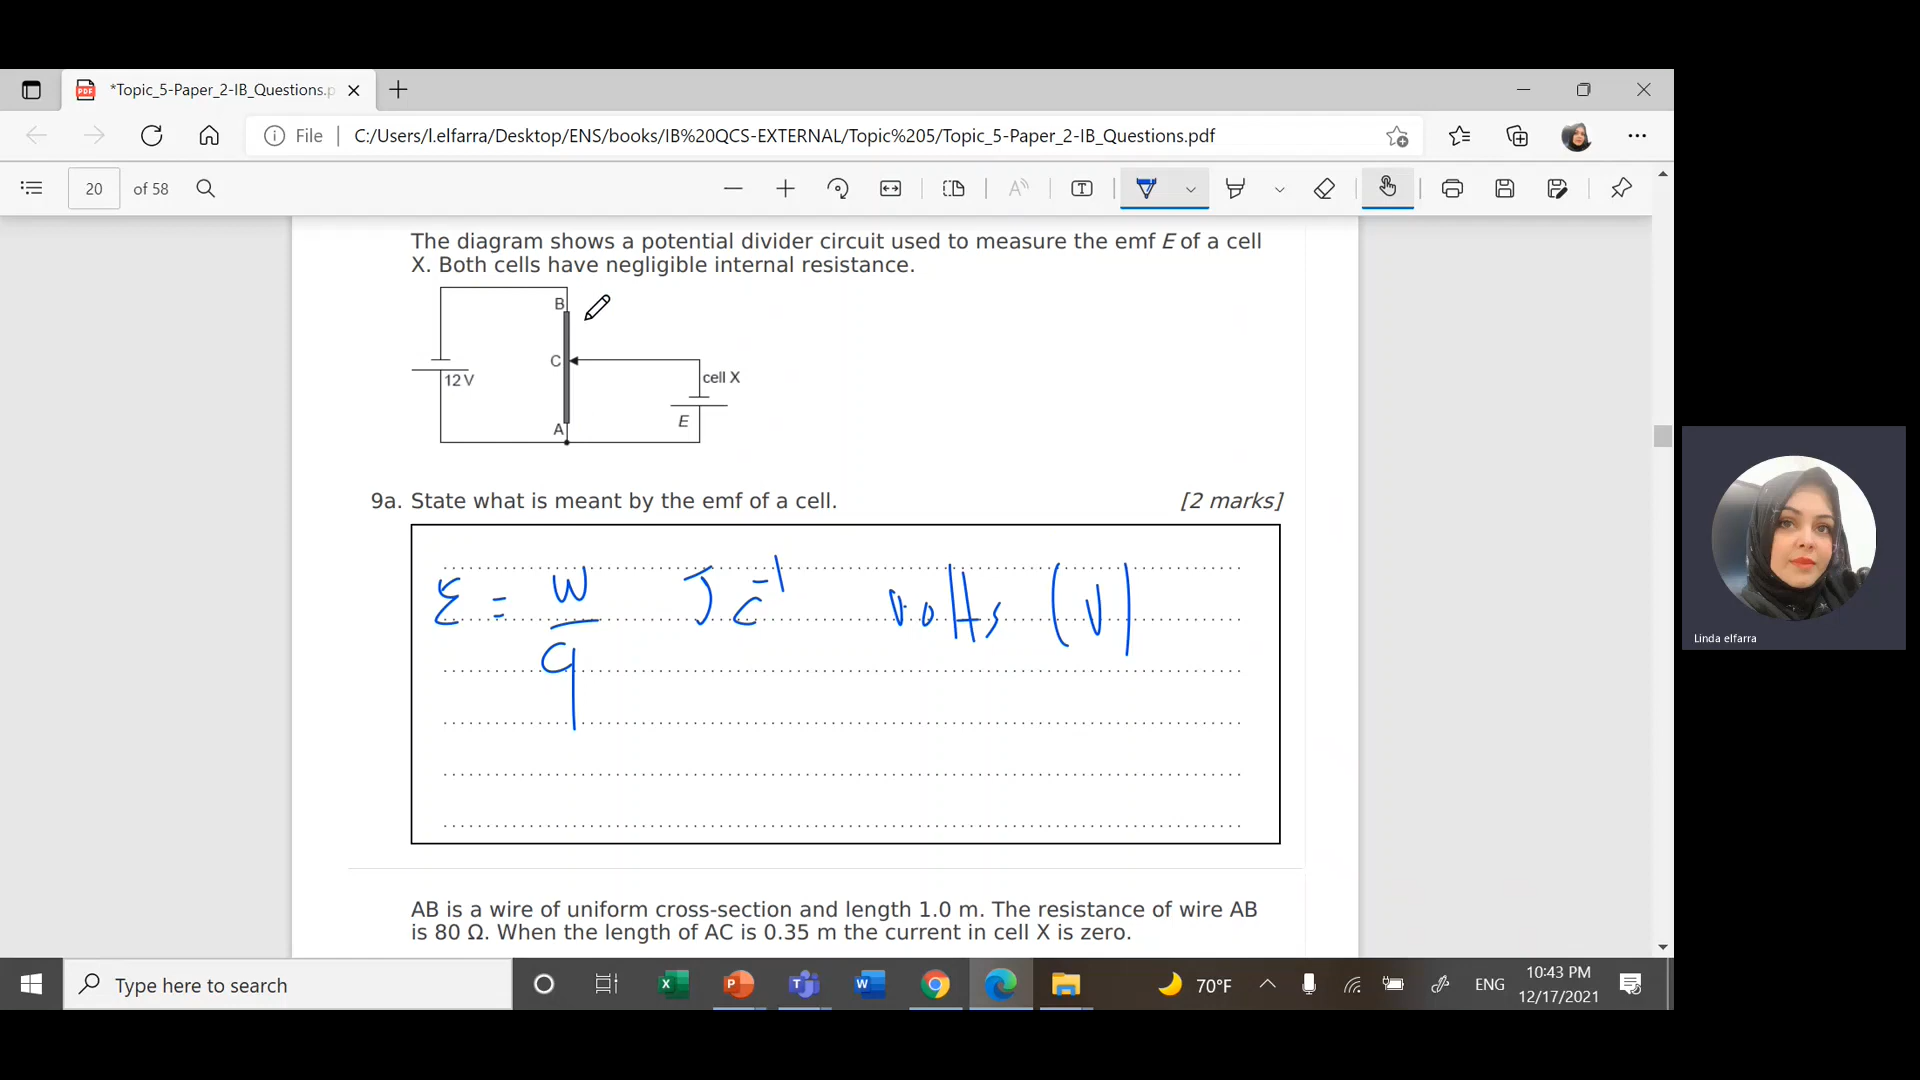 *Topic_5-Paper_2-IB_Questions.p
File C:/Users/l.elfarra/Desktop/ENS/books/IB%20QCS-EXTERNAL/Topic%205/Topic_5-Paper_2-IB_Questions.pdf
20 of 58
The diagram shows a potential divider circuit used to measure the emf E of a cell
X. Both cells have negligible internal resistance.
B
C
12 V
cell X
E
A
9a. State what is meant by the emf of a cell. [2 marks]
Ɛ = W/q J C⁻¹ volts (V)
AB is a wire of uniform cross-section and length 1.0 m. The resistance of wire AB
is 80 Ω. When the length of AC is 0.35 m the current in cell X is zero.
Linda elfarra
Type here to search
70°F
ENG
10:43 PM
12/17/2021